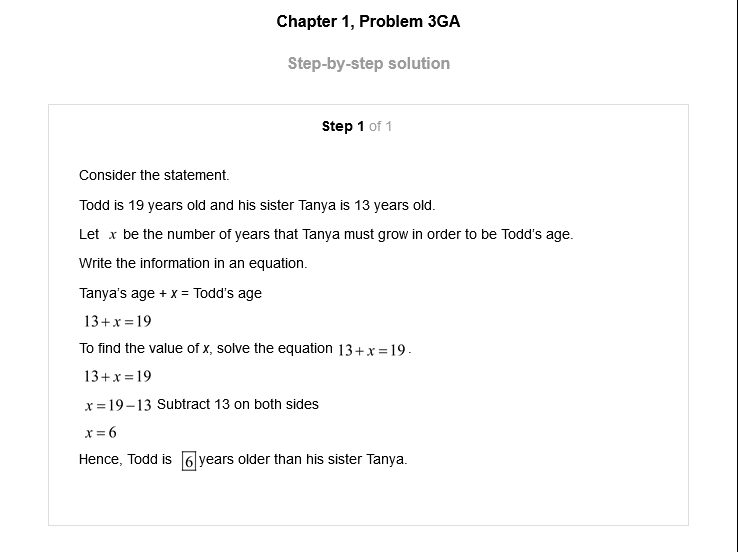 Chapter 1, Problem 3GA
Step-by-step solution
Step 1 of 1
Consider the statement.
Todd is 19 years old and his sister Tanya is 13 years old.
Let x be the number of years that Tanya must grow in order to be Todd's age.
Write the information in an equation.
Tanya's age + x = Todd's age
13+x=19
To find the value of x, solve the equation 13+x=19.
13+x=19
x=19−13 Subtract 13 on both sides
x=6
Hence, Todd is 6 years older than his sister Tanya.